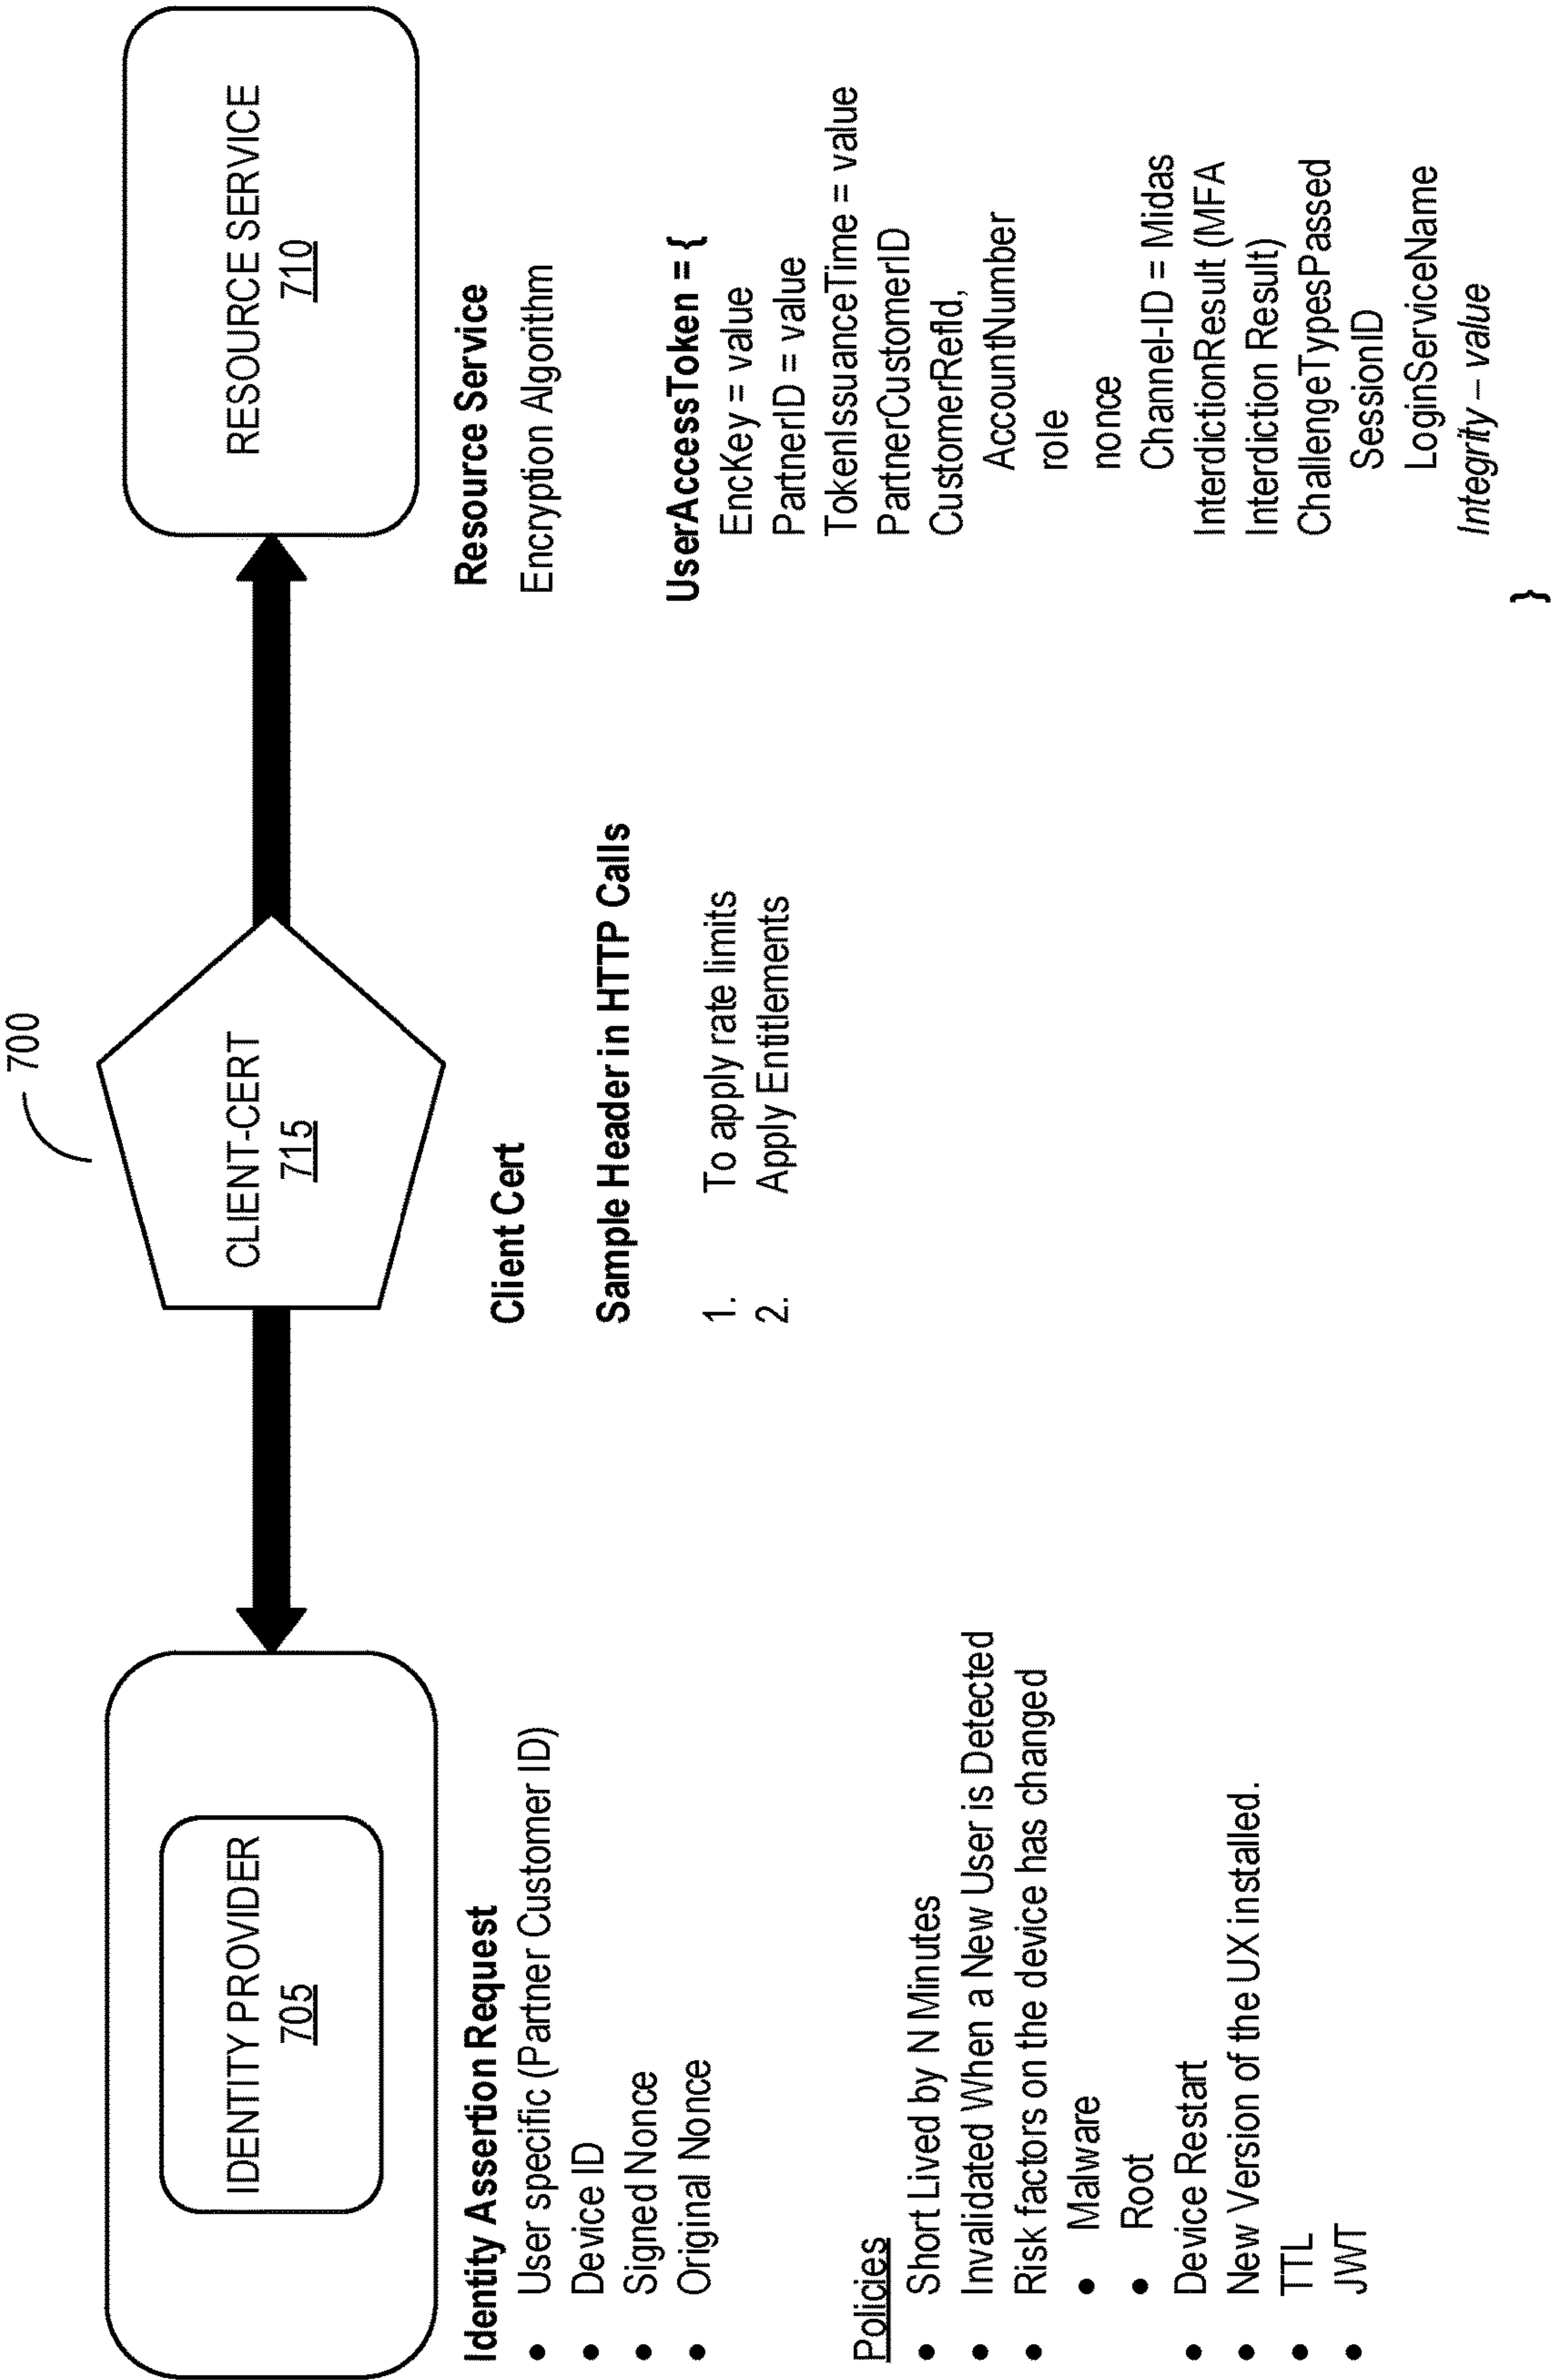 700
IDENTITY PROVIDER
705
CLIENT-CERT
715
RESOURCE SERVICE
710
Identity Assertion Request
• User specific (Partner Customer ID)
• Device ID
• Signed Nonce
• Original Nonce
Policies
• Short Lived by N Minutes
• Invalidated When a New User is Detected
• Risk factors on the device has changed
• Malware
• Root
• Device Restart
• New Version of the UX installed.
• TTL
• JWT
Client Cert
Sample Header in HTTP Calls
1. To apply rate limits
2. Apply Entitlements
Resource Service
Encryption Algorithm
UserAccessToken = {
EncKey = value
PartnerID = value
TokenIssuanceTime = value
PartnerCustomerID
CustomerRefId,
AccountNumber
role
nonce
Channel-ID = Midas
InterdictionResult (MFA
Interdiction Result)
ChallengeTypesPassed
SessionID
LoginServiceName
Integrity – value
}